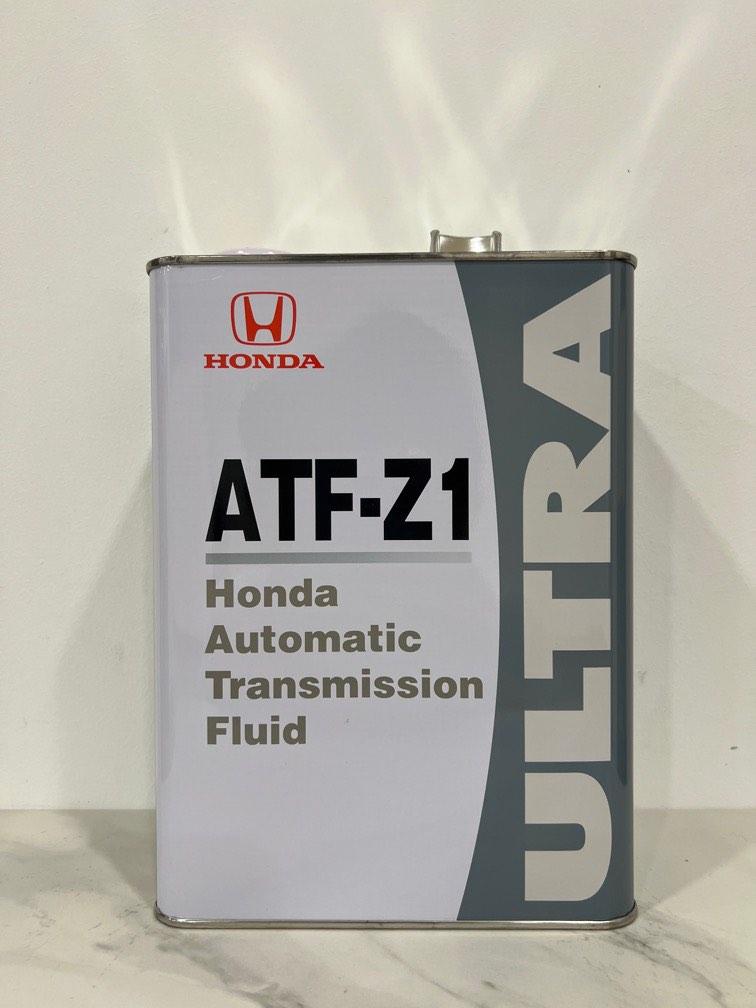 HONDA
ATF-Z1
Honda
Automatic
Transmission
Fluid
ULTRA